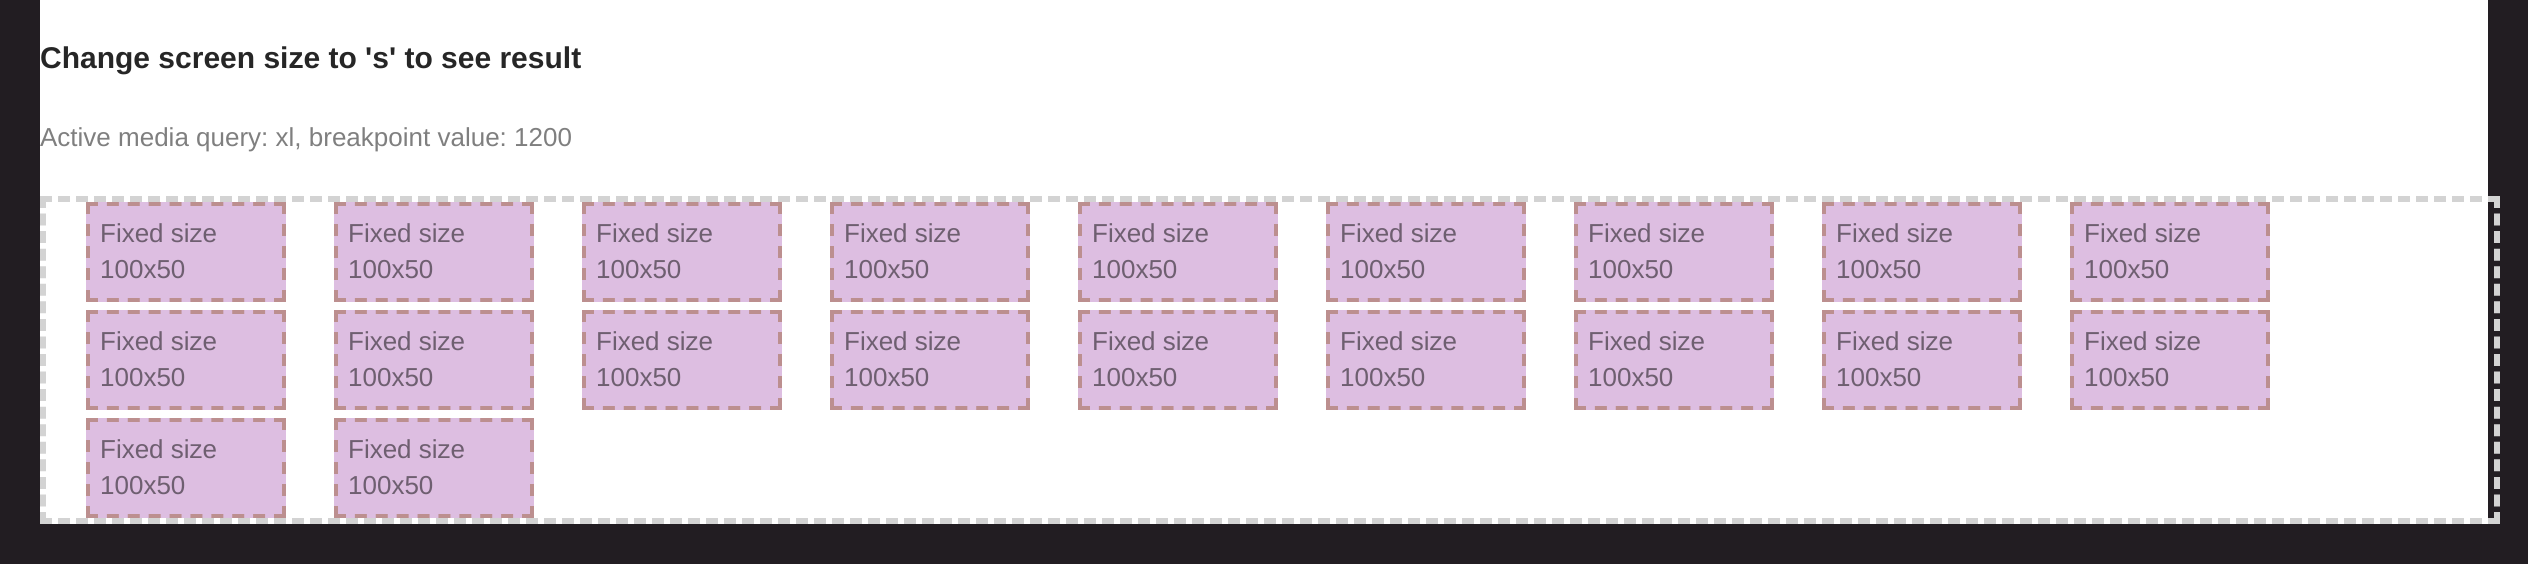 Change screen size to 's' to see result
Active media query: xl, breakpoint value: 1200
Fixed size Fixed size Fixed size Fixed size Fixed size Fixed size Fixed size Fixed size Fixed size
100x50 100x50 100x50 100x50 100x50 100x50 100x50 100x50 100x50
Fixed size Fixed size Fixed size Fixed size Fixed size Fixed size Fixed size Fixed size Fixed size
100x50 100x50 100x50 100x50 100x50 100x50 100x50 100x50 100x50
Fixed size Fixed size
100x50 100x50